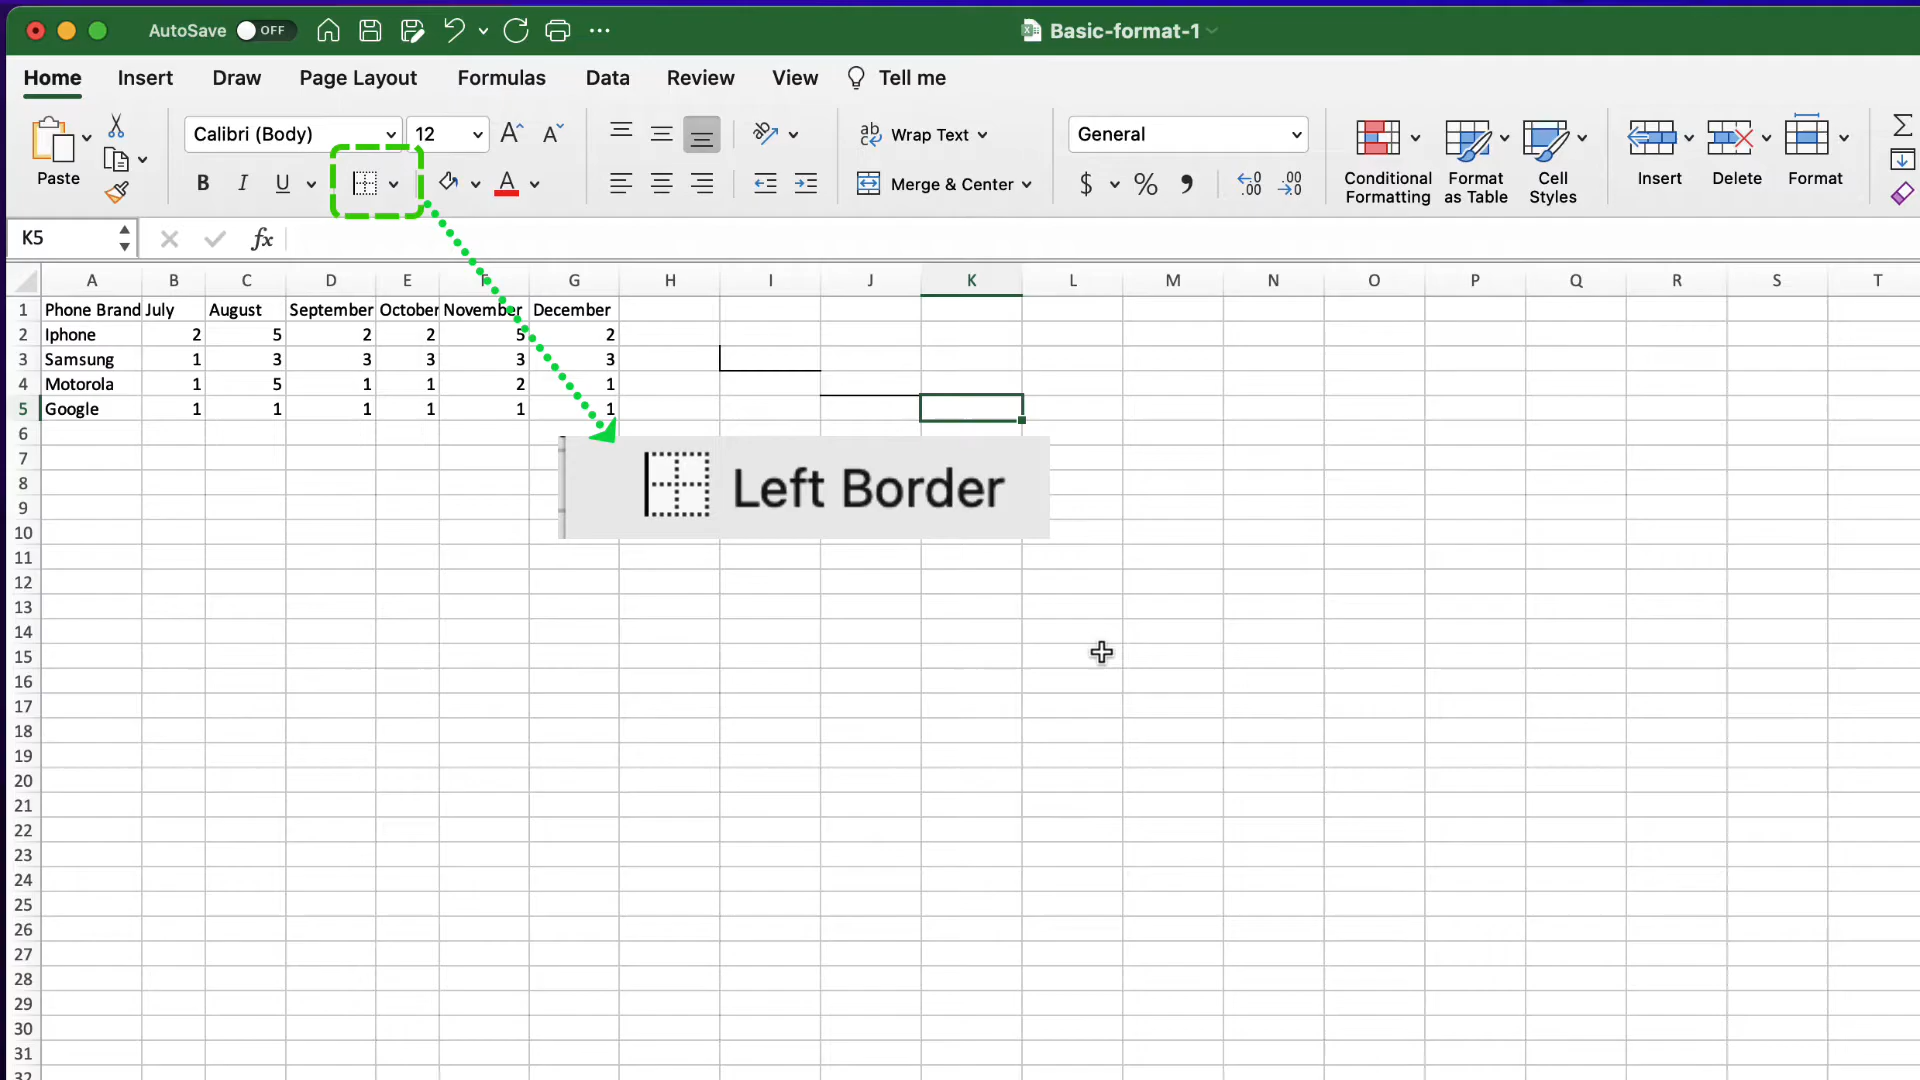 AutoSave OFF Basic-format-1
Home Insert Draw Page Layout Formulas Data Review View Tell me
Calibri (Body) 12 A A Wrap Text General
Paste B I U A Merge & Center $ % 9 .00 .00 Conditional Formatting Format as Table Cell Styles Insert Delete Format
K5 fx
A B C D E F G H I J K L M N O P Q R S T
1 Phone Brand July August September October November December
2 Iphone 2 5 2 2 5 2
3 Samsung 1 3 3 3 3 3
4 Motorola 1 5 1 1 2 1
5 Google 1 1 1 1 1 1
6
7
8 Left Border
9
10
11
12
13
14
15
16
17
18
19
20
21
22
23
24
25
26
27
28
29
30
31
32